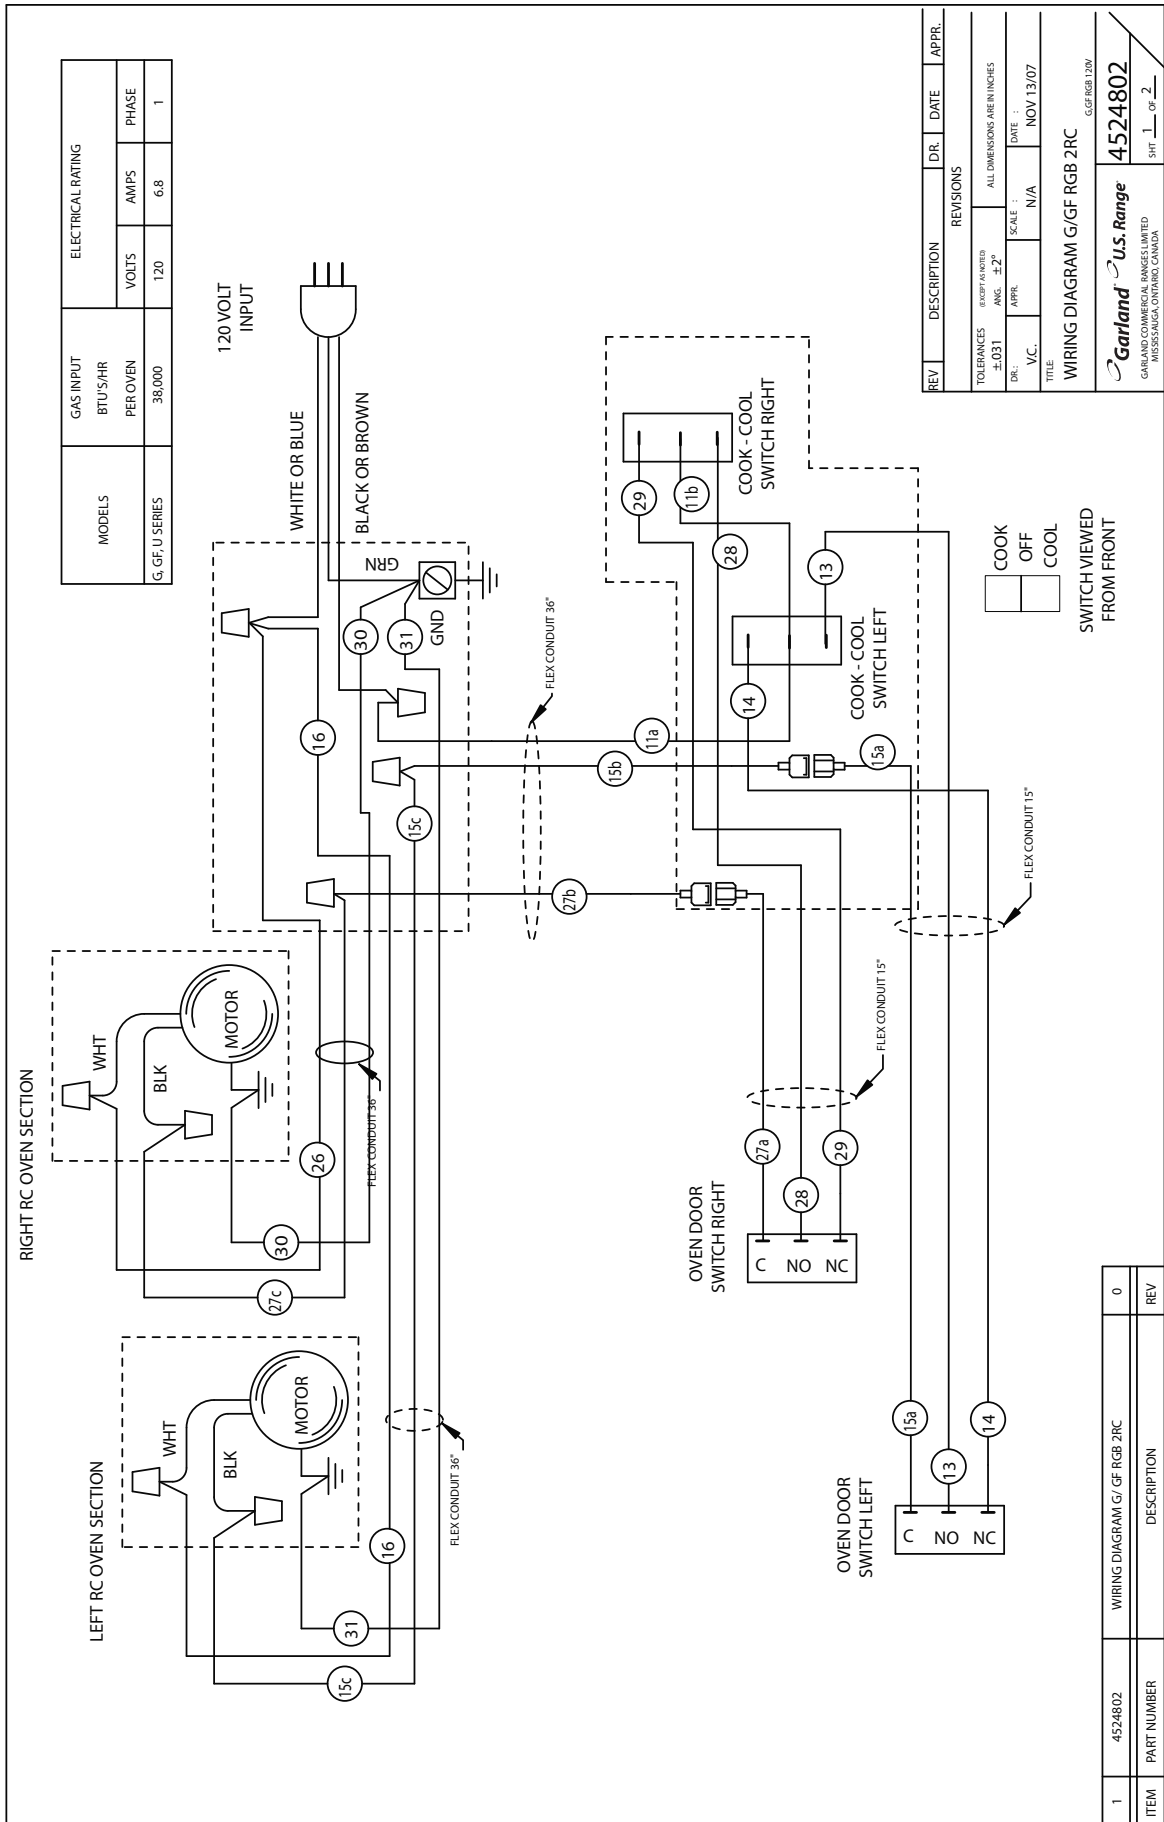 MODELS
GAS INPUT
BTU'S/HR
PER OVEN
ELECTRICAL RATING
VOLTS
AMPS
PHASE
G, GF, U SERIES
38,000
120
6.8
1
RIGHT RC OVEN SECTION
WHT
BLK
MOTOR
30
27c
26
FLEX CONDUIT 36"
LEFT RC OVEN SECTION
WHT
BLK
MOTOR
31
15c
16
FLEX CONDUIT 36"
120 VOLT
INPUT
WHITE OR BLUE
BLACK OR BROWN
GRN
GND
30
31
16
15c
11a
15b
27b
FLEX CONDUIT 36"
COOK - COOL
SWITCH RIGHT
29
11b
28
COOK - COOL
SWITCH LEFT
14
13
15a
FLEX CONDUIT 15"
FLEX CONDUIT 15"
OVEN DOOR
SWITCH RIGHT
C
NO
NC
27a
28
29
OVEN DOOR
SWITCH LEFT
C
NO
NC
15a
13
14
COOK
OFF
COOL
SWITCH VIEWED
FROM FRONT
REV
DESCRIPTION
DR.
DATE
APPR.
REVISIONS
TOLERANCES (EXCEPT AS NOTED)
±.031 ANG. ±2°
ALL DIMENSIONS ARE IN INCHES
DR.:
V.C.
APPR.
SCALE :
N/A
DATE :
NOV 13/07
TITLE:
WIRING DIAGRAM G/GF RGB 2RC
G,GF RGB 120V
Garland U.S. Range
GARLAND COMMERCIAL RANGES LIMITED
MISSISSAUGA, ONTARIO, CANADA
4524802
SHT 1 OF 2
1
4524802
WIRING DIAGRAM G/ GF RGB 2RC
0
ITEM
PART NUMBER
DESCRIPTION
REV